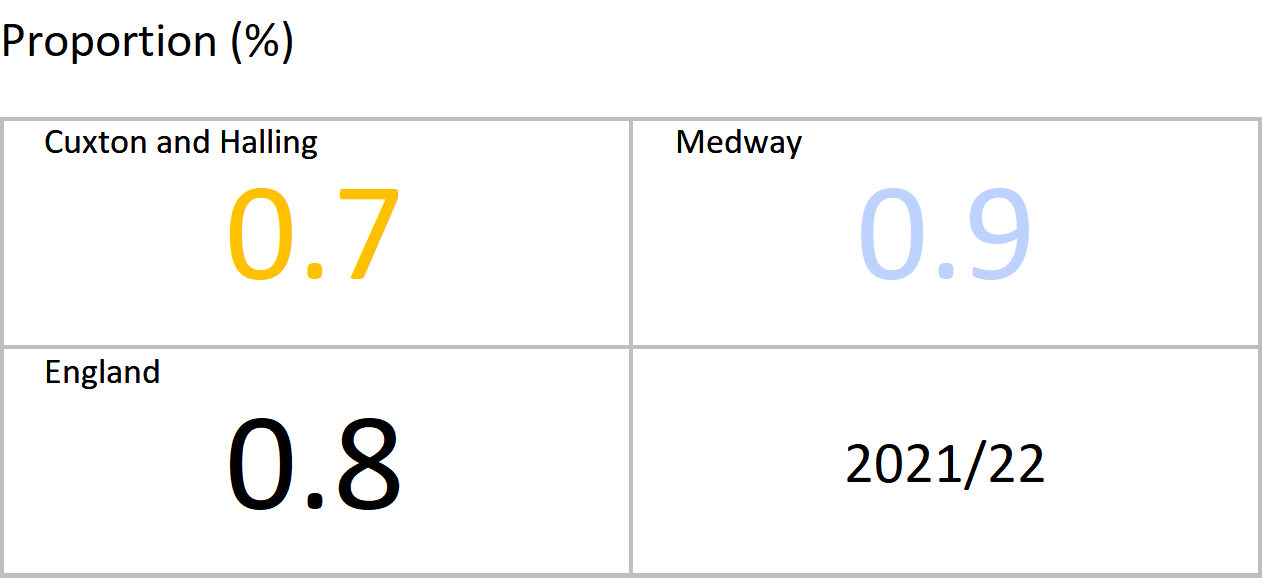 Proportion (%)
Cuxton and Halling
0.7
Medway
0.9
England
0.8
2021/22